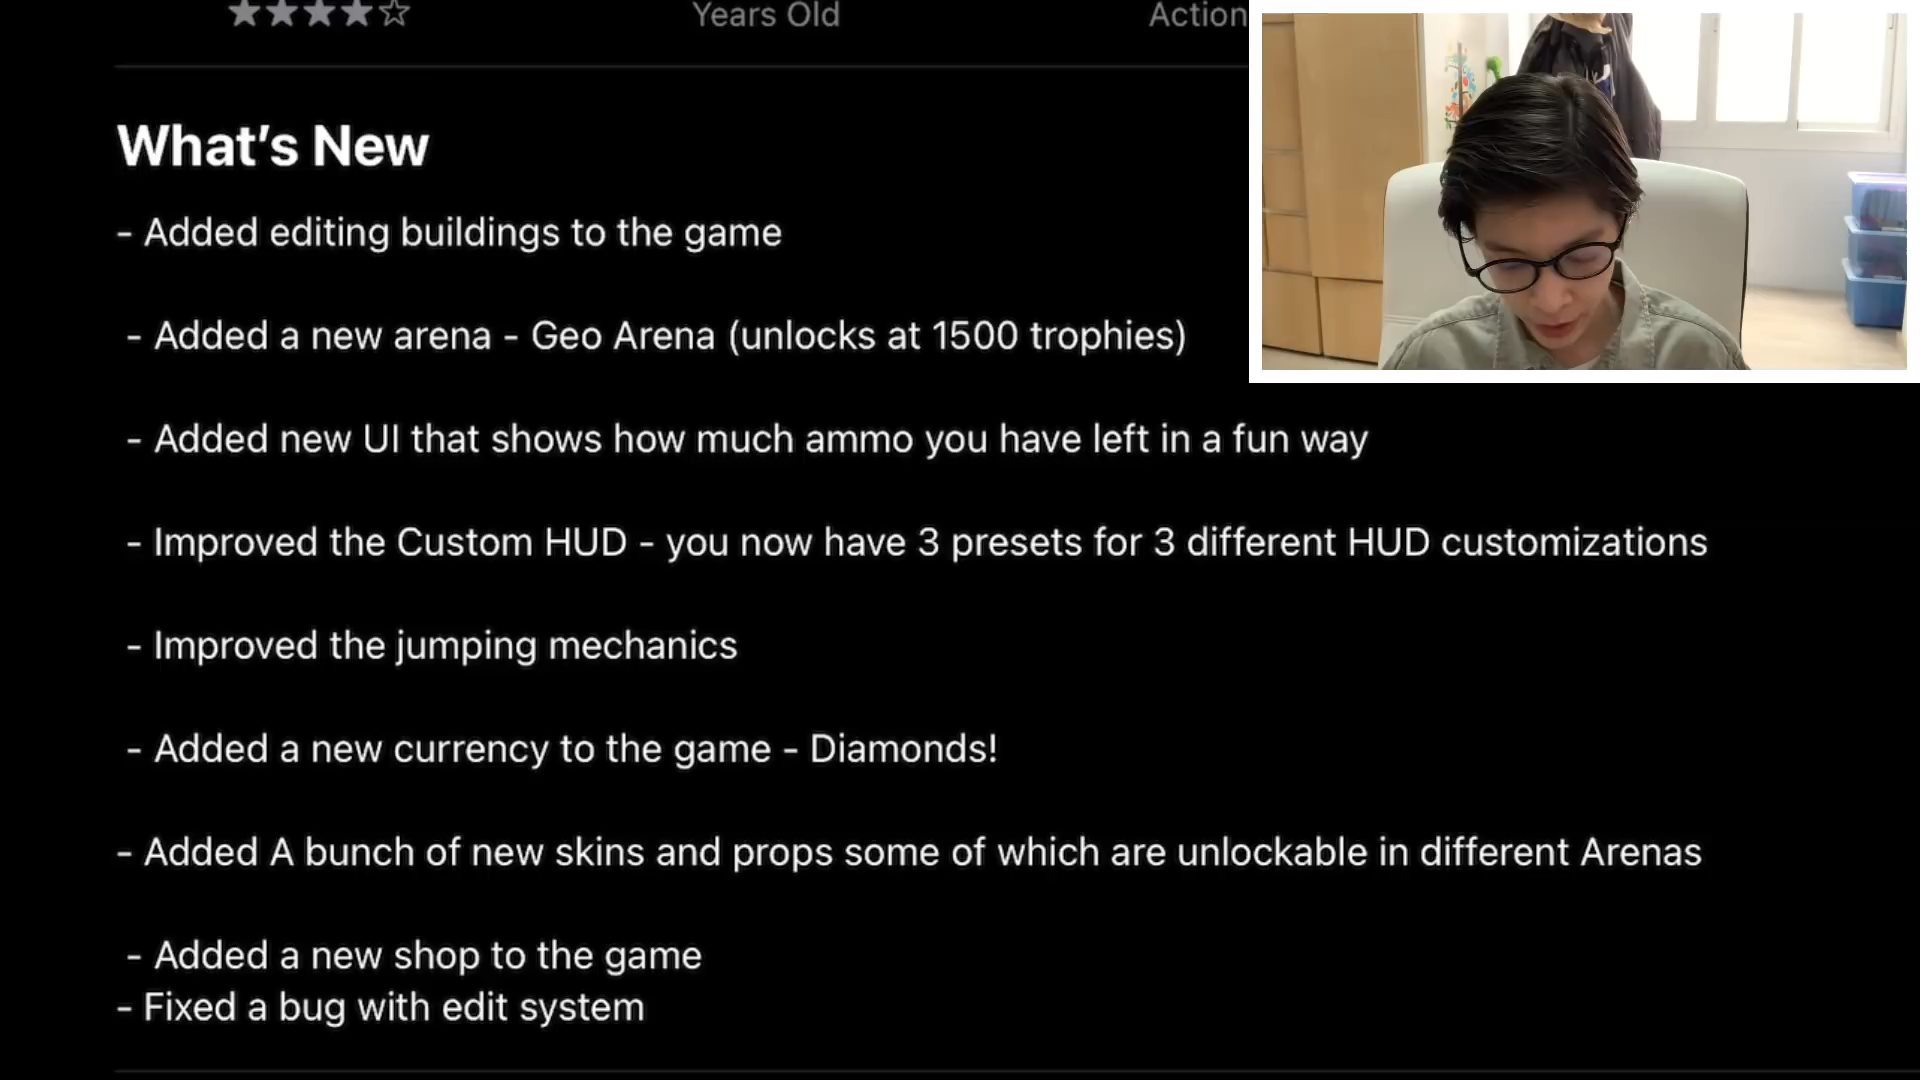 ★★★★☆ Years Old Action
What's New
- Added editing buildings to the game
- Added a new arena - Geo Arena (unlocks at 1500 trophies)
- Added new UI that shows how much ammo you have left in a fun way
- Improved the Custom HUD - you now have 3 presets for 3 different HUD customizations
- Improved the jumping mechanics
- Added a new currency to the game - Diamonds!
- Added A bunch of new skins and props some of which are unlockable in different Arenas
- Added a new shop to the game
- Fixed a bug with edit system